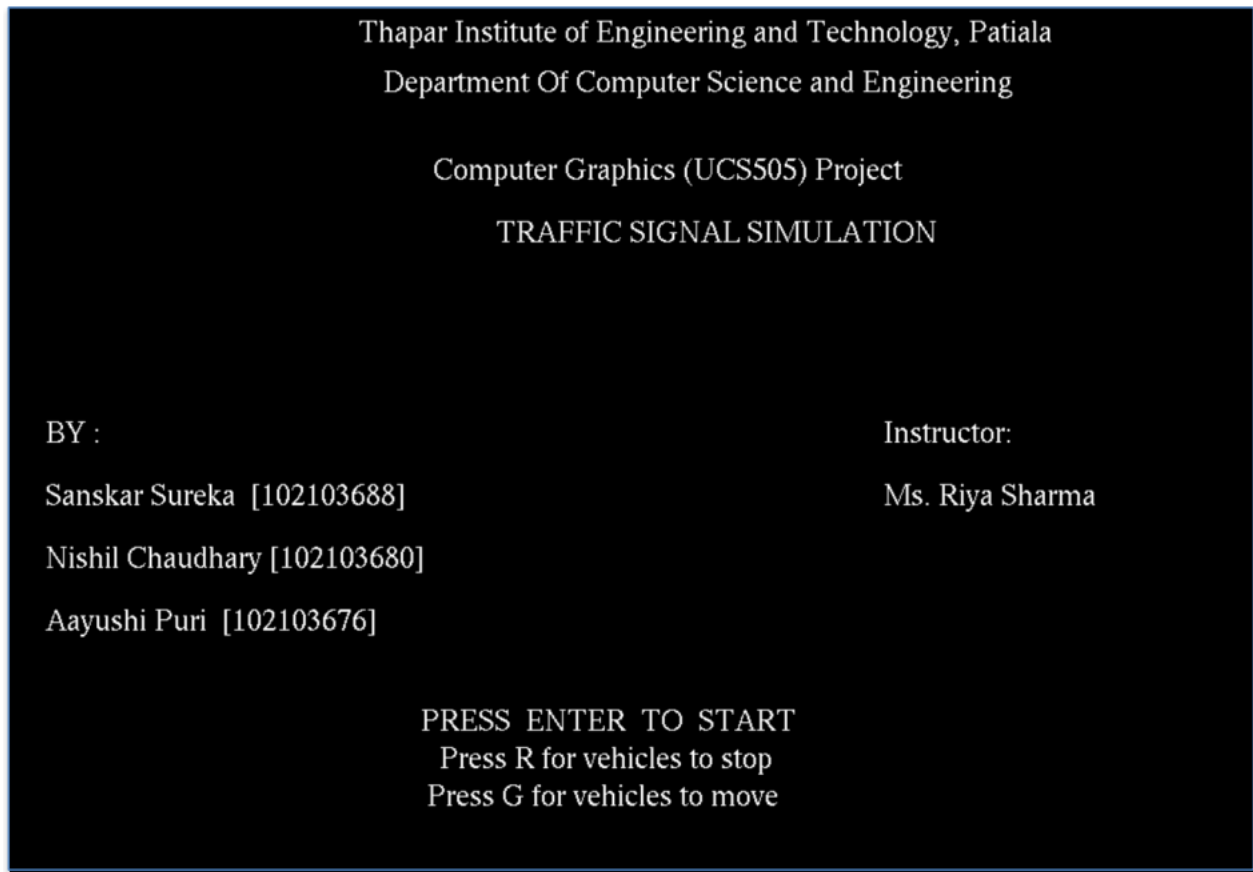 Thapar Institute of Engineering and Technology, Patiala
Department Of Computer Science and Engineering
Computer Graphics (UCS505) Project
TRAFFIC SIGNAL SIMULATION
BY :
Sanskar Sureka [102103688]
Nishil Chaudhary [102103680]
Aayushi Puri [102103676]
Instructor:
Ms. Riya Sharma
PRESS ENTER TO START
Press R for vehicles to stop
Press G for vehicles to move